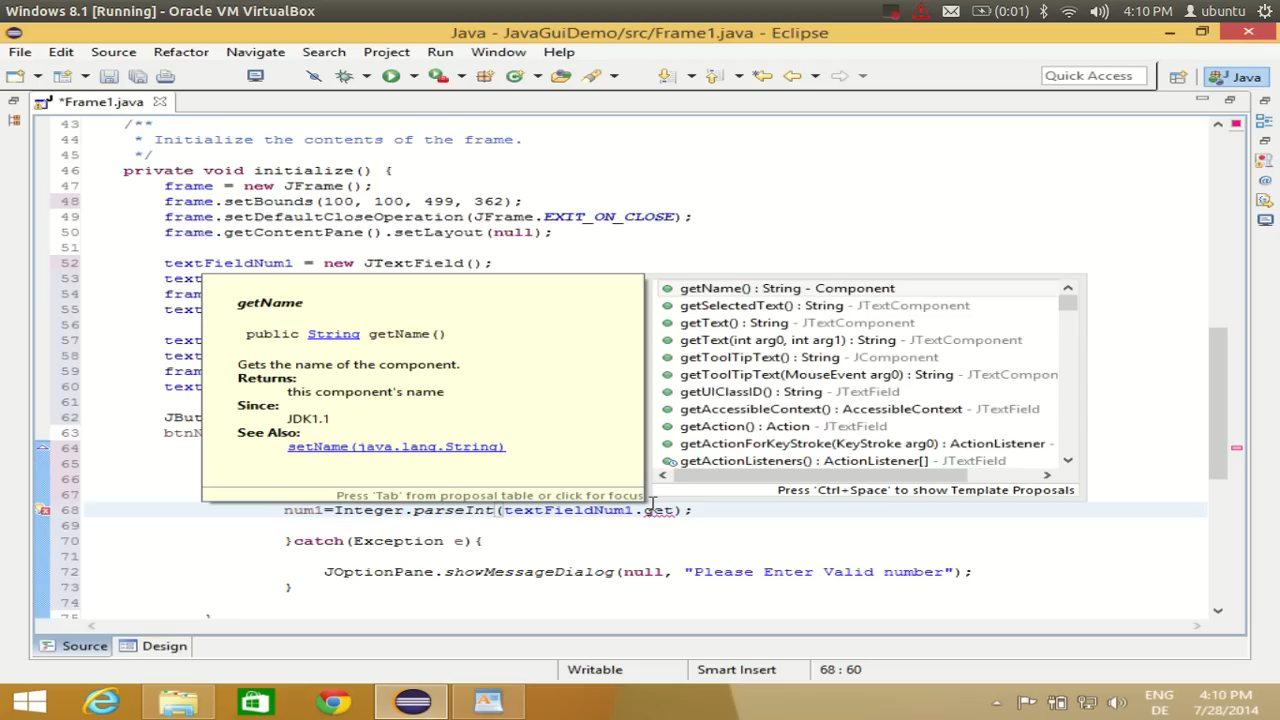 Windows 8.1 [Running] - Oracle VM VirtualBox
(0:01) 4:10 PM ubuntu
Java - JavaGuiDemo/src/Frame1.java - Eclipse
File Edit Source Refactor Navigate Search Project Run Window Help
Quick Access Java
*Frame1.java
43 /**
44 * Initialize the contents of the frame.
45 */
46 private void initialize() {
47 frame = new JFrame();
48 frame.setBounds(100, 100, 499, 362);
49 frame.setDefaultCloseOperation(JFrame.EXIT_ON_CLOSE);
50 frame.getContentPane().setLayout(null);
51
52 textFieldNum1 = new JTextField();
53 text
54 fram
55 text
56
57 text
58 text
59 fram
60 text
61
62 JBut
63 btnN
64
65
66
67
68 num1=Integer.parseInt(textFieldNum1.get);
69
70 }catch(Exception e){
71
72 JOptionPane.showMessageDialog(null, "Please Enter Valid number");
73 }
74
75 }
getName
public String getName()
Gets the name of the component.
Returns:
this component's name
Since:
JDK1.1
See Also:
setName(java.lang.String)
Press 'Tab' from proposal table or click for focus
getName() : String - Component
getSelectedText() : String - JTextComponent
getText() : String - JTextComponent
getText(int arg0, int arg1) : String - JTextComponent
getToolTipText() : String - JComponent
getToolTipText(MouseEvent arg0) : String - JTextCompon
getUIClassID() : String - JTextField
getAccessibleContext() : AccessibleContext - JTextField
getAction() : Action - JTextField
getActionForKeyStroke(KeyStroke arg0) : ActionListener -
getActionListeners() : ActionListener[] - JTextField
Press 'Ctrl+Space' to show Template Proposals
Source Design
Writable Smart Insert 68 : 60
ENG 4:10 PM
DE 7/28/2014